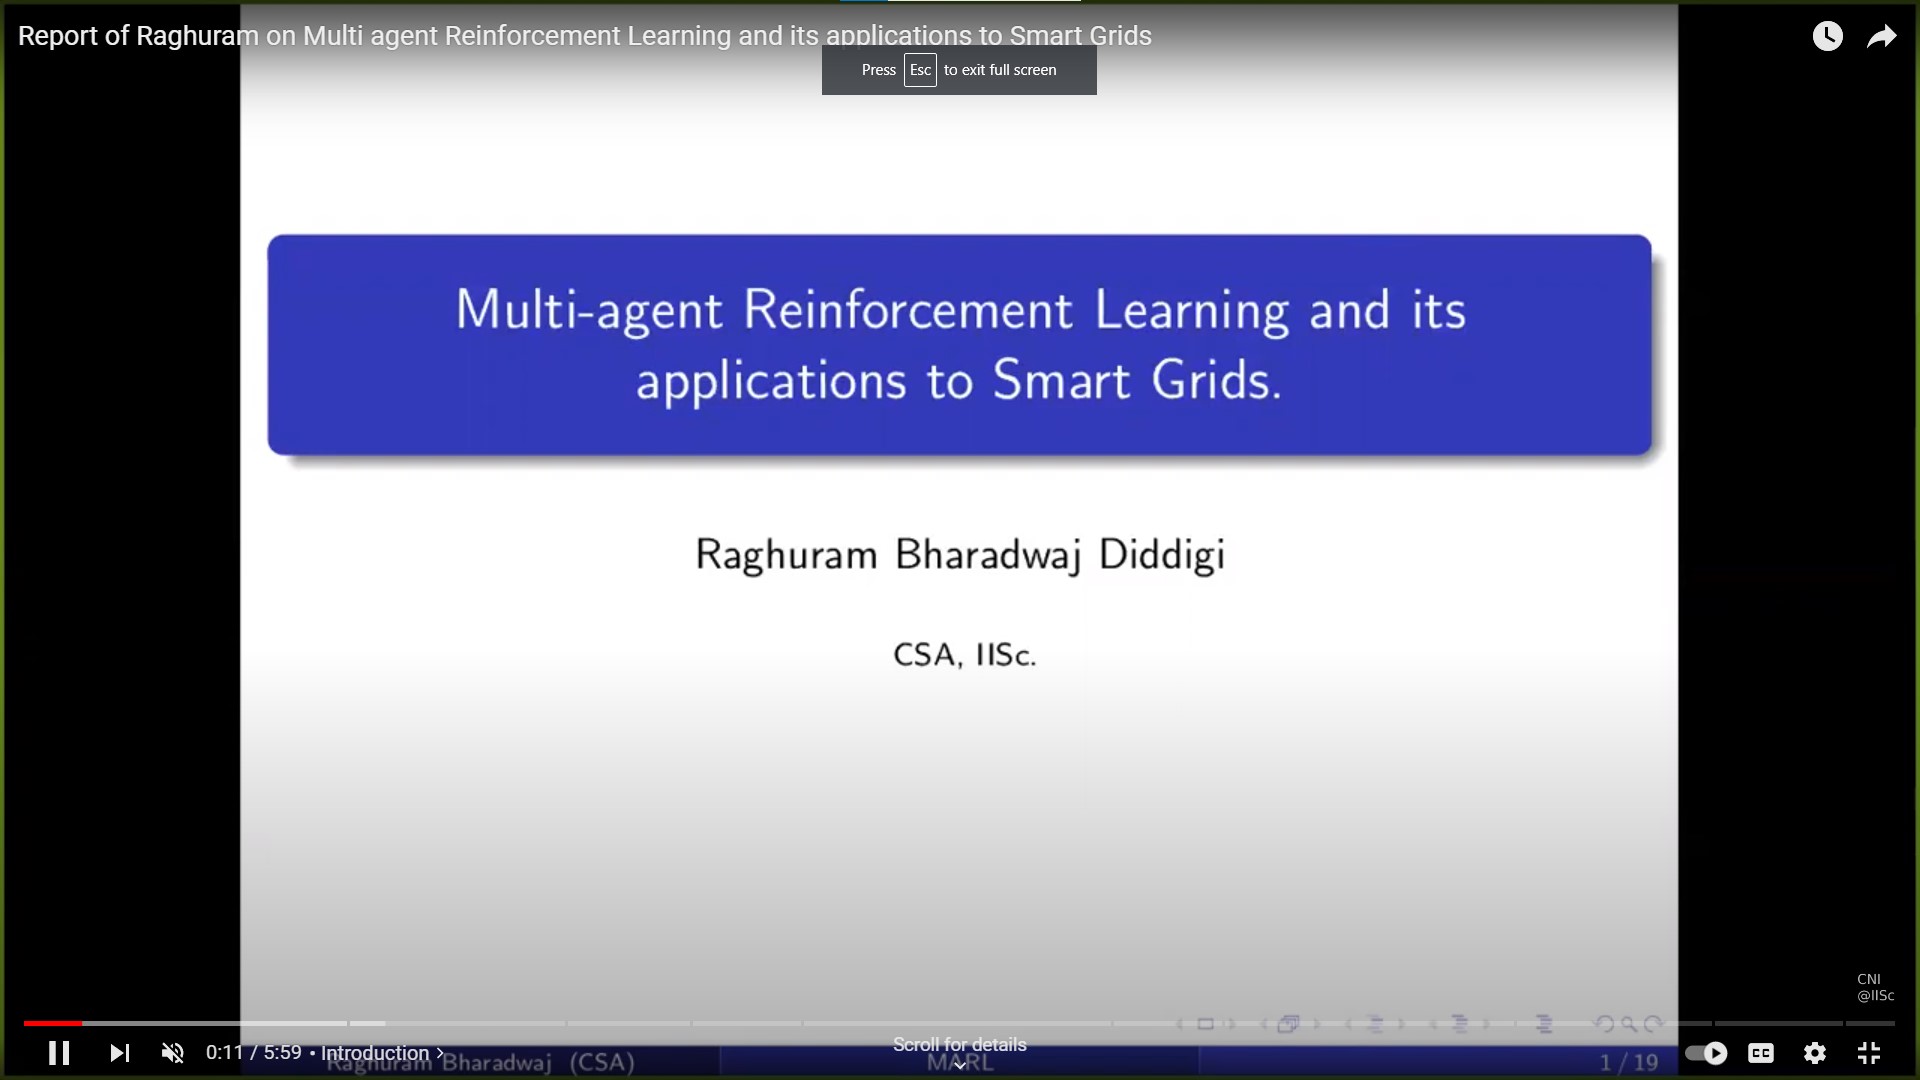 Report of Raghuram on Multi agent Reinforcement Learning and its applications to Smart Grids
Press Esc to exit full screen
Multi-agent Reinforcement Learning and its
applications to Smart Grids.
Raghuram Bharadwaj Diddigi
CSA, IISc.
CNI
@IISc
0:11 / 5:59 • Introduction
Scroll for details
CC
Raghuram Bharadwaj (CSA)
MARL
1 / 19